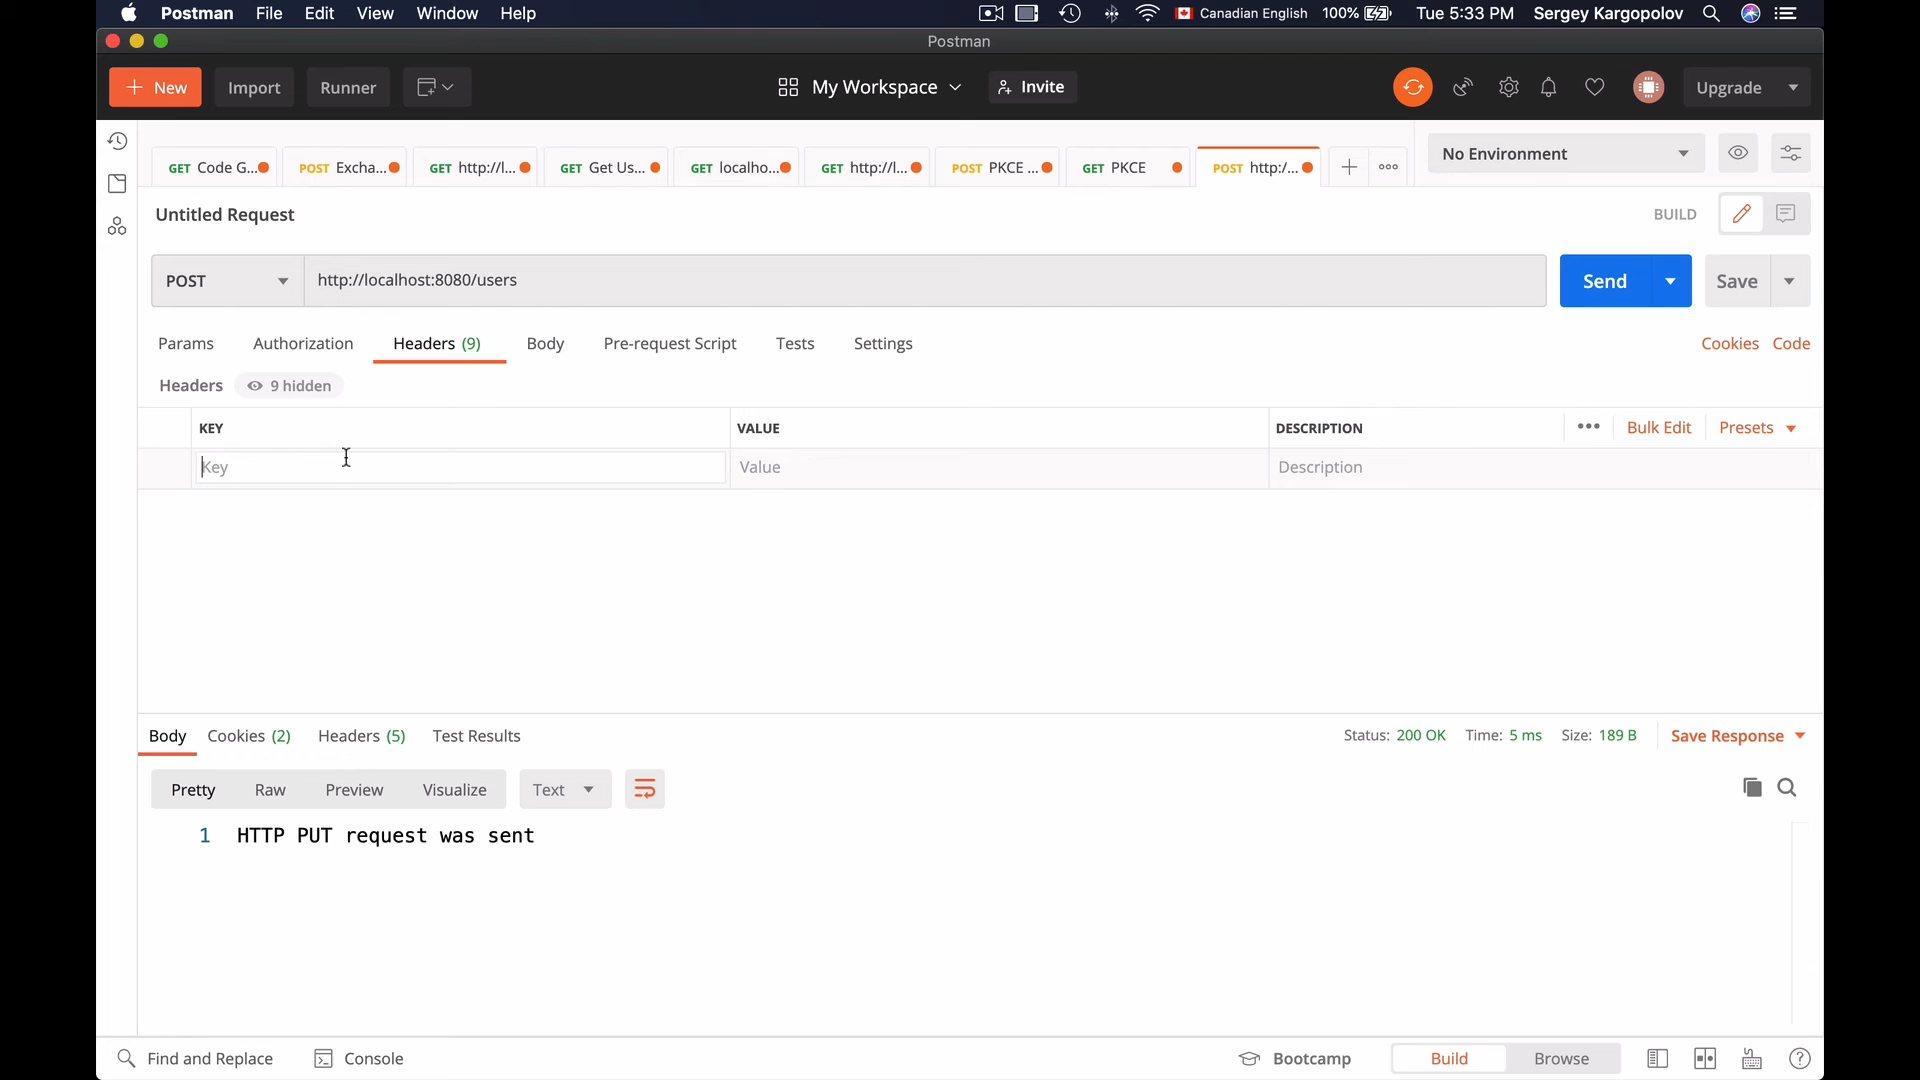 Postman File Edit View Window Help Canadian English 100% Tue 5:33 PM Sergey Kargopolov
Postman
+ New Import Runner My Workspace Invite Upgrade
GET Code G... POST Excha... GET http://l... GET Get Us... GET localho... GET http://l... POST PKCE ... GET PKCE POST http:/... No Environment
Untitled Request BUILD
POST http://localhost:8080/users Send Save
Params Authorization Headers (9) Body Pre-request Script Tests Settings Cookies Code
Headers 9 hidden
KEY VALUE DESCRIPTION Bulk Edit Presets
Key Value Description
Body Cookies (2) Headers (5) Test Results Status: 200 OK Time: 5 ms Size: 189 B Save Response
Pretty Raw Preview Visualize Text
1 HTTP PUT request was sent
Find and Replace Console Bootcamp Build Browse